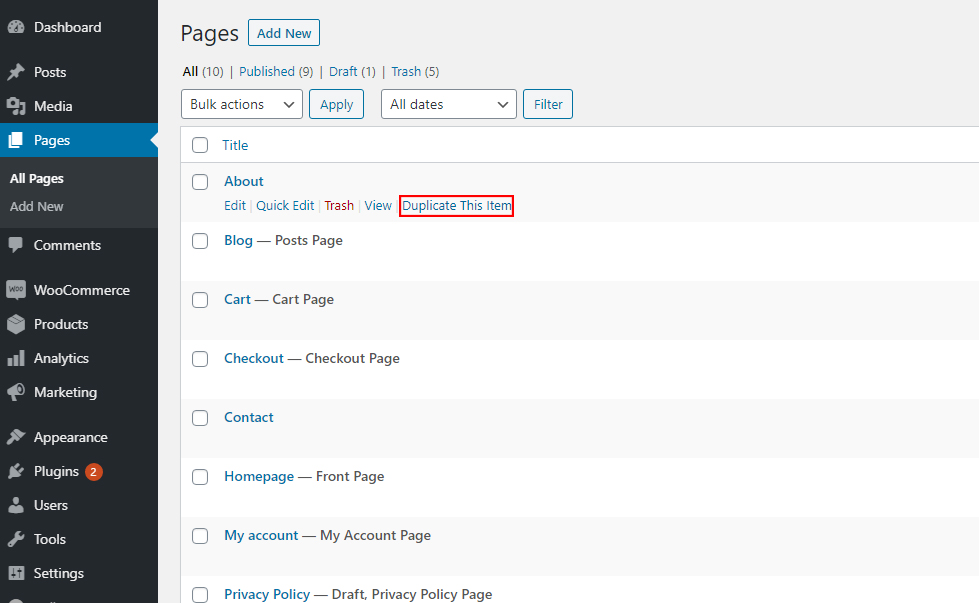 Dashboard
Posts
Media
Pages
All Pages
Add New
Comments
WOO
WooCommerce
Products
Analytics
Marketing
Appearance
Plugins 2
Users
Tools
Settings
Pages Add New
All (10) | Published (9) | Draft (1) | Trash (5)
Bulk actions Apply All dates Filter
Title
About
Edit | Quick Edit | Trash | View | Duplicate This Item
Blog — Posts Page
Cart — Cart Page
Checkout — Checkout Page
Contact
Homepage — Front Page
My account — My Account Page
Privacy Policy — Draft, Privacy Policy Page